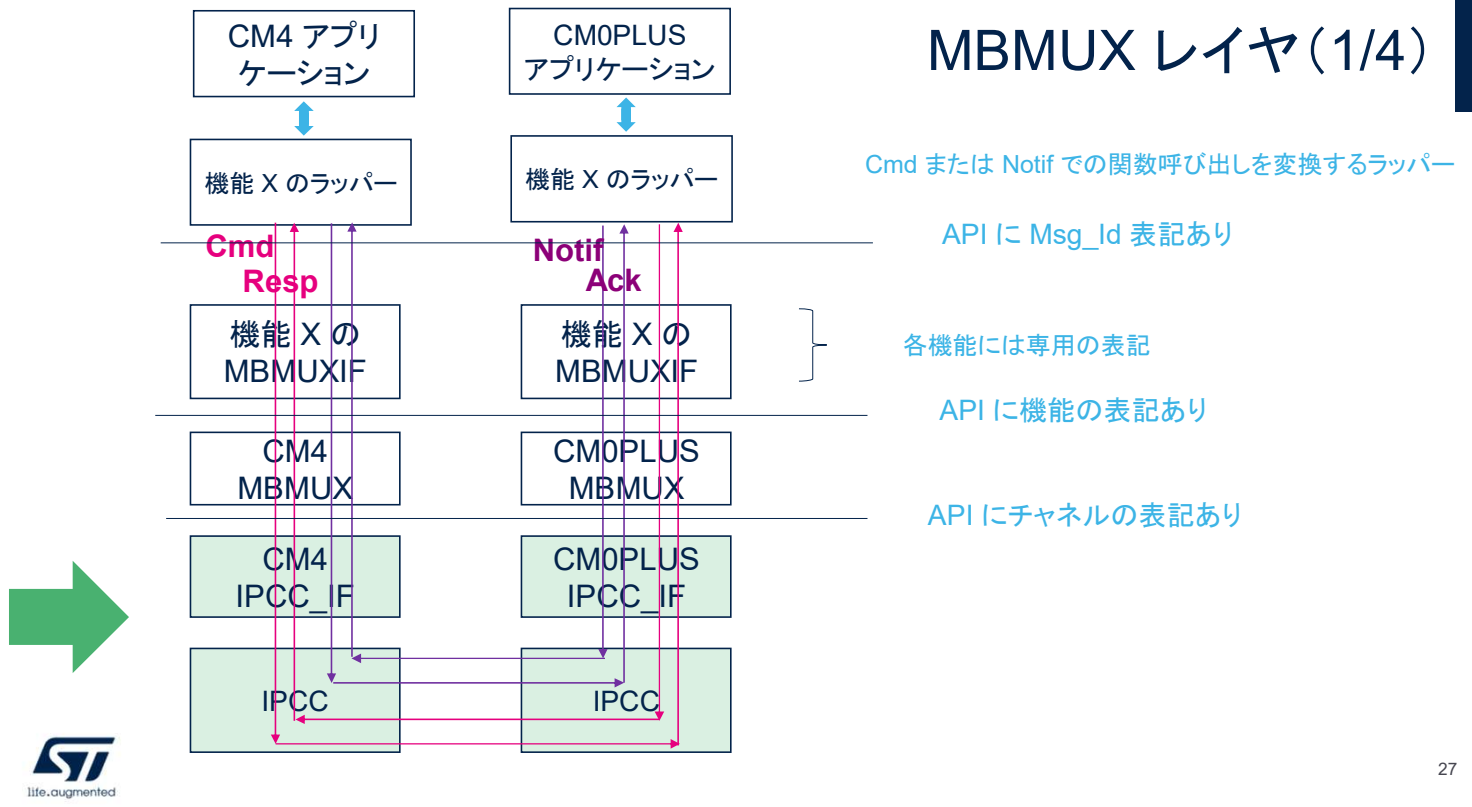 MBMUX レイヤ（1/4）
CM4 アプリ
ケーション
CM0PLUS
アプリケーション
機能 X のラッパー
機能 X のラッパー
Cmd または Notif での関数呼び出しを変換するラッパー
API に Msg_Id 表記あり
Cmd
Resp
Notif
Ack
機能 X の
MBMUXIF
機能 X の
MBMUXIF
各機能には専用の表記
API に機能の表記あり
CM4
MBMUX
CM0PLUS
MBMUX
API にチャネルの表記あり
CM4
IPCC_IF
CM0PLUS
IPCC_IF
IPCC
IPCC
ST
life.augmented
27